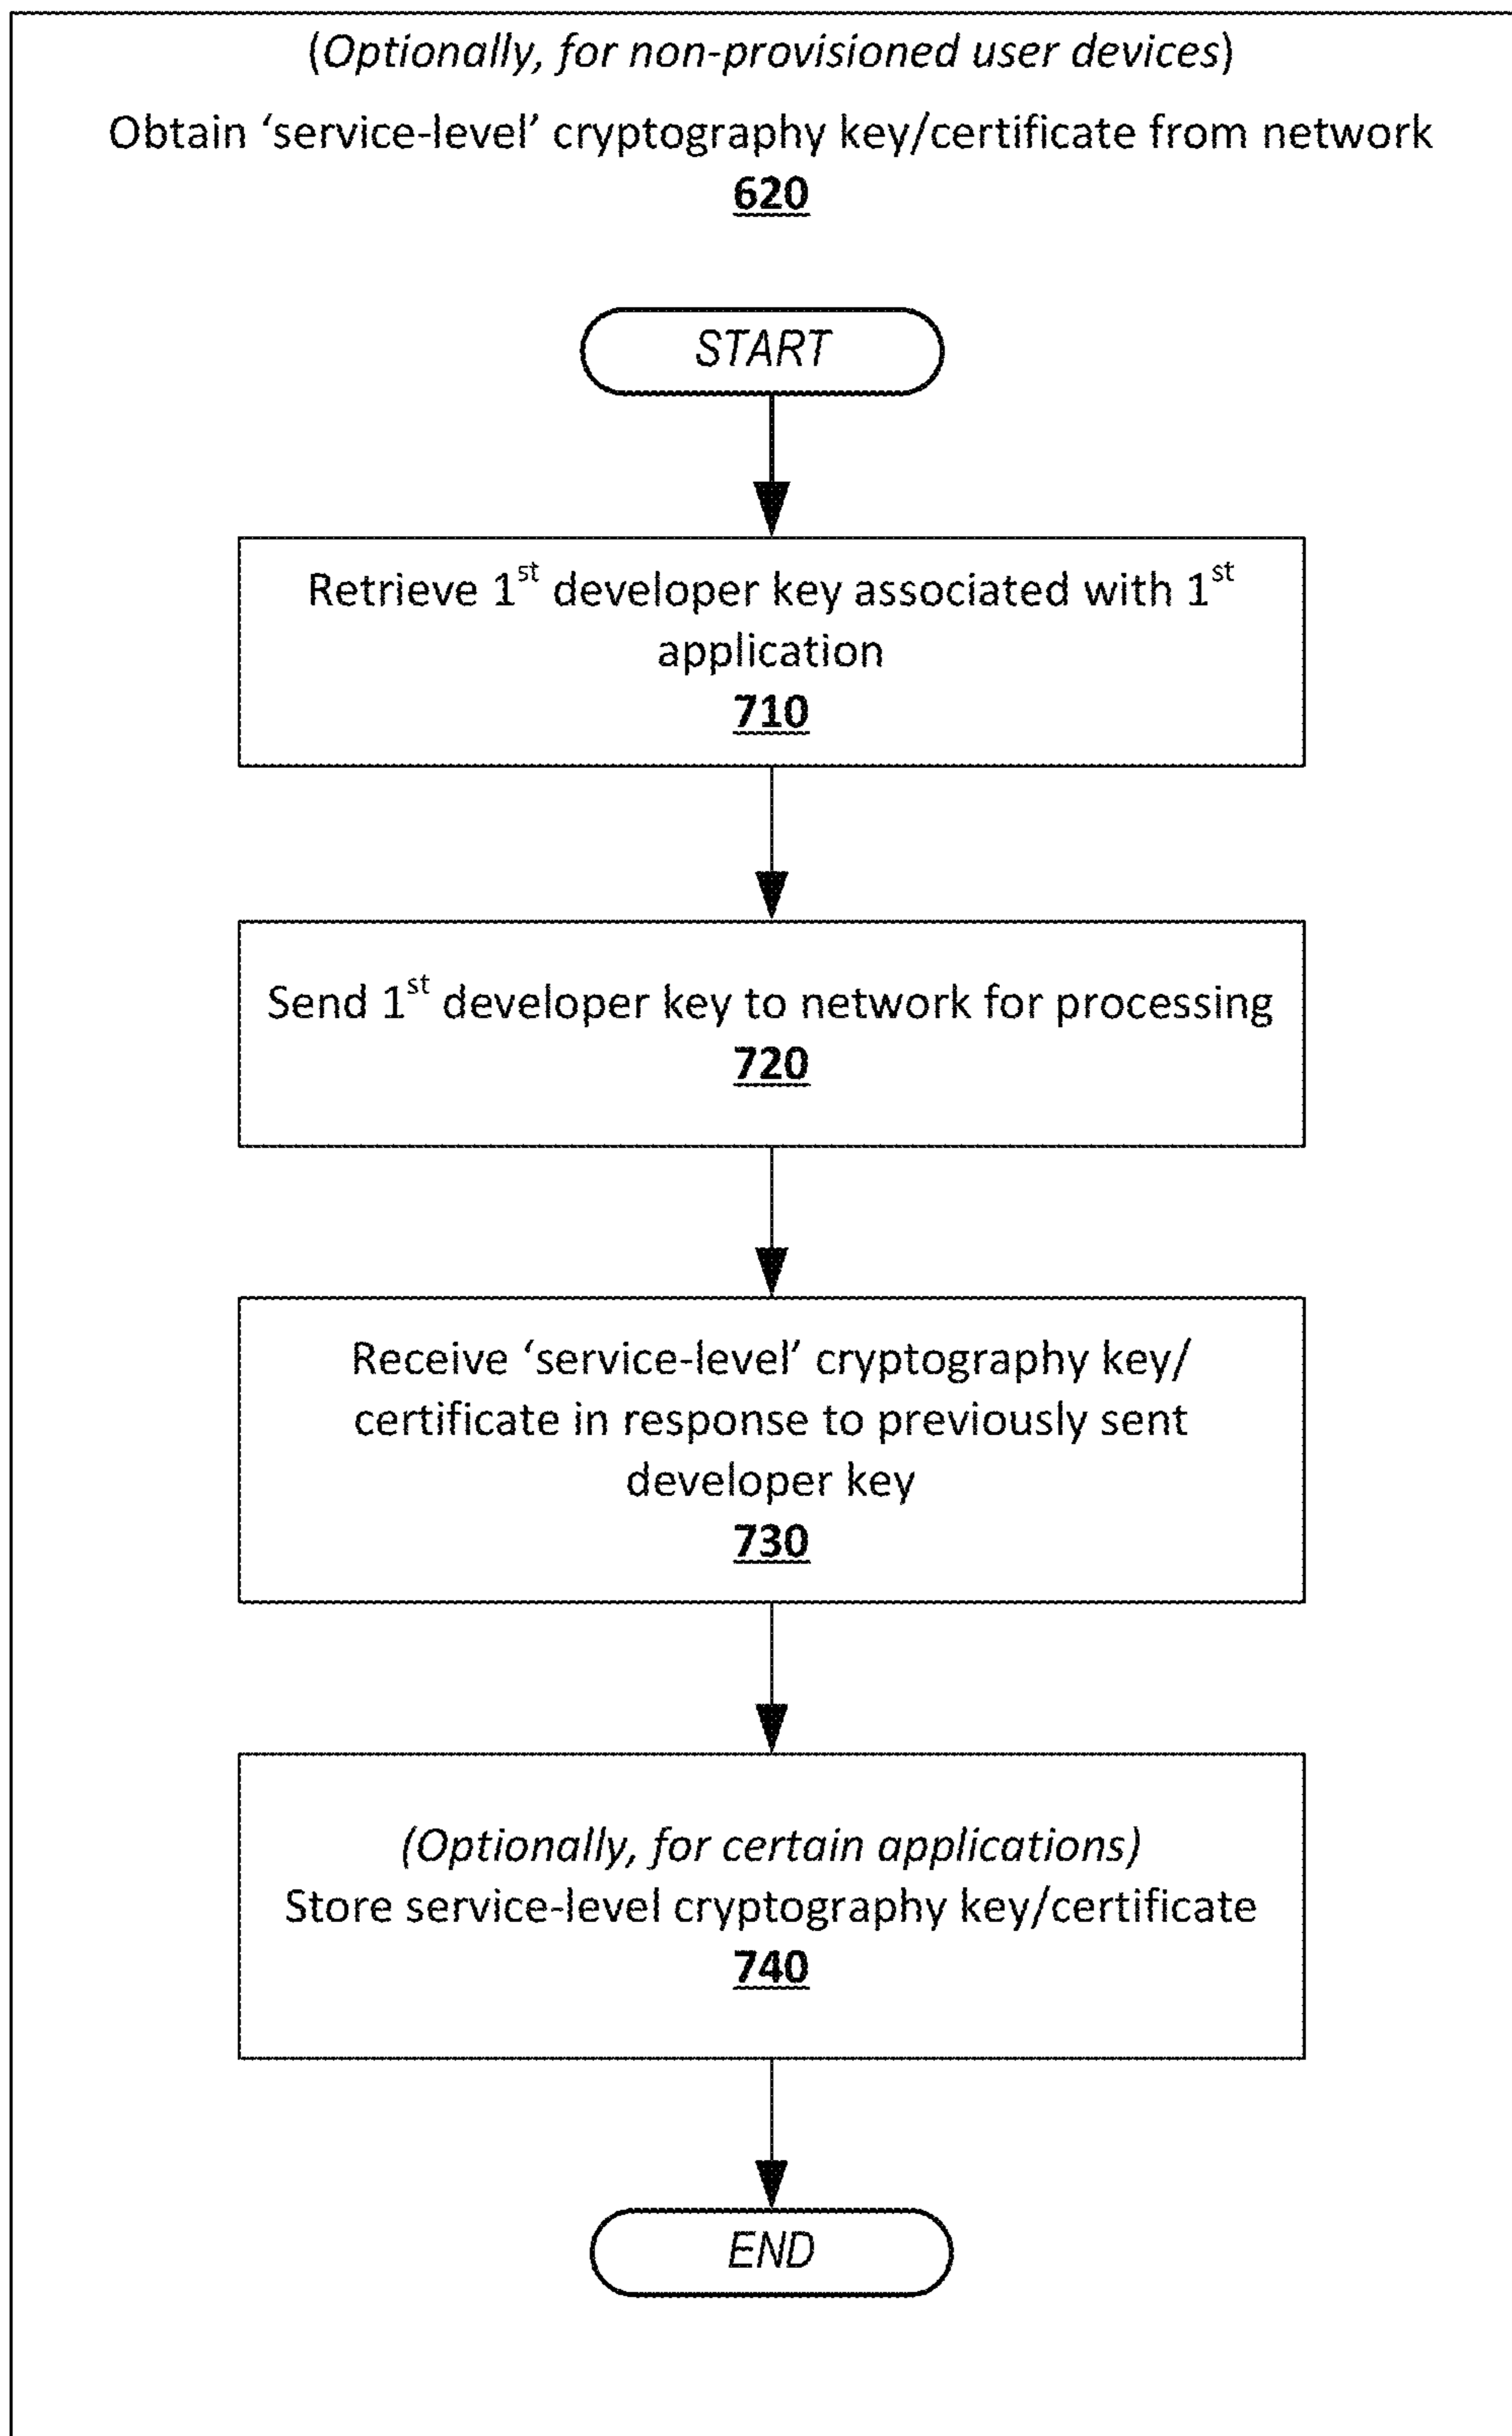 (Optionally, for non-provisioned user devices)
Obtain ‘service-level’ cryptography key/certificate from network
620
START
Retrieve 1st developer key associated with 1st
application
710
Send 1st developer key to network for processing
720
Receive ‘service-level’ cryptography key/
certificate in response to previously sent
developer key
730
(Optionally, for certain applications)
Store service-level cryptography key/certificate
740
END